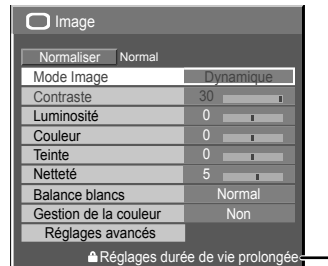 Image
Normaliser Normal
Mode Image Dynamique
Contraste 30
Luminosité 0
Couleur 0
Teinte 0
Netteté 5
Balance blancs Normal
Gestion de la couleur Non
Réglages avancés
Réglages durée de vie prolongée